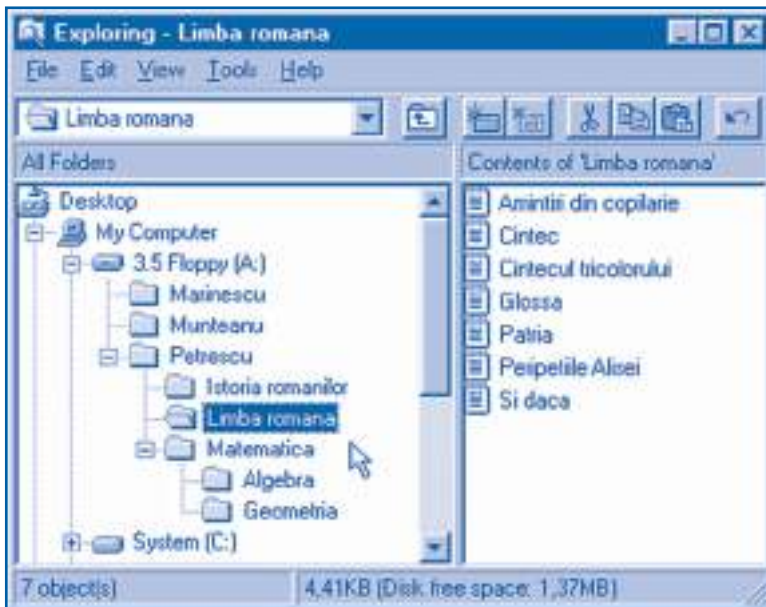 Exploring - Limba romana
File Edit View Tools Help
Limba romana
All Folders
Contents of 'Limba romana'
Desktop
My Computer
3.5 Floppy (A:)
Marinescu
Munteanu
Petrescu
Istoria romanilor
Limba romana
Matematica
Algebra
Geometria
System (C:)
Amintiri din copilarie
Cintec
Cintecul tricolorului
Glossa
Patria
Peripetiile Alisei
Si daca
7 object(s)
4,41KB (Disk free space: 1,37MB)